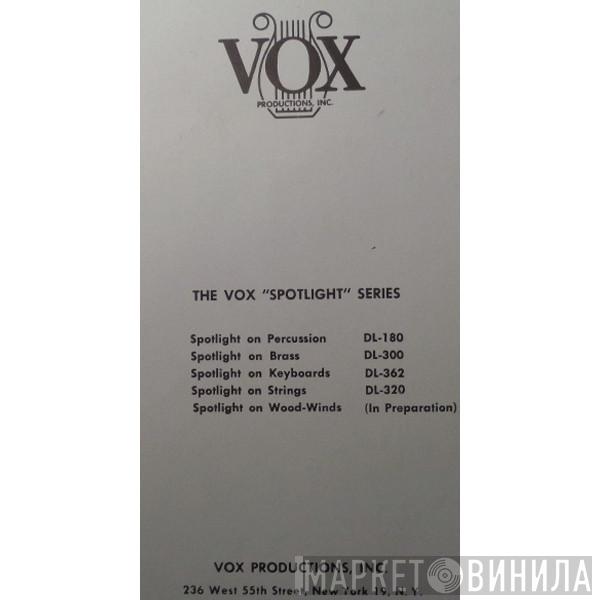 VOX
PRODUCTIONS, INC.
THE VOX "SPOTLIGHT" SERIES
Spotlight on Percussion DL-180
Spotlight on Brass DL-300
Spotlight on Keyboards DL-362
Spotlight on Strings DL-320
Spotlight on Wood-Winds (In Preparation)
VOX PRODUCTIONS, INC.
236 West 55th Street, New York 19, N. Y.
МАРКЕТ ВИНИЛА